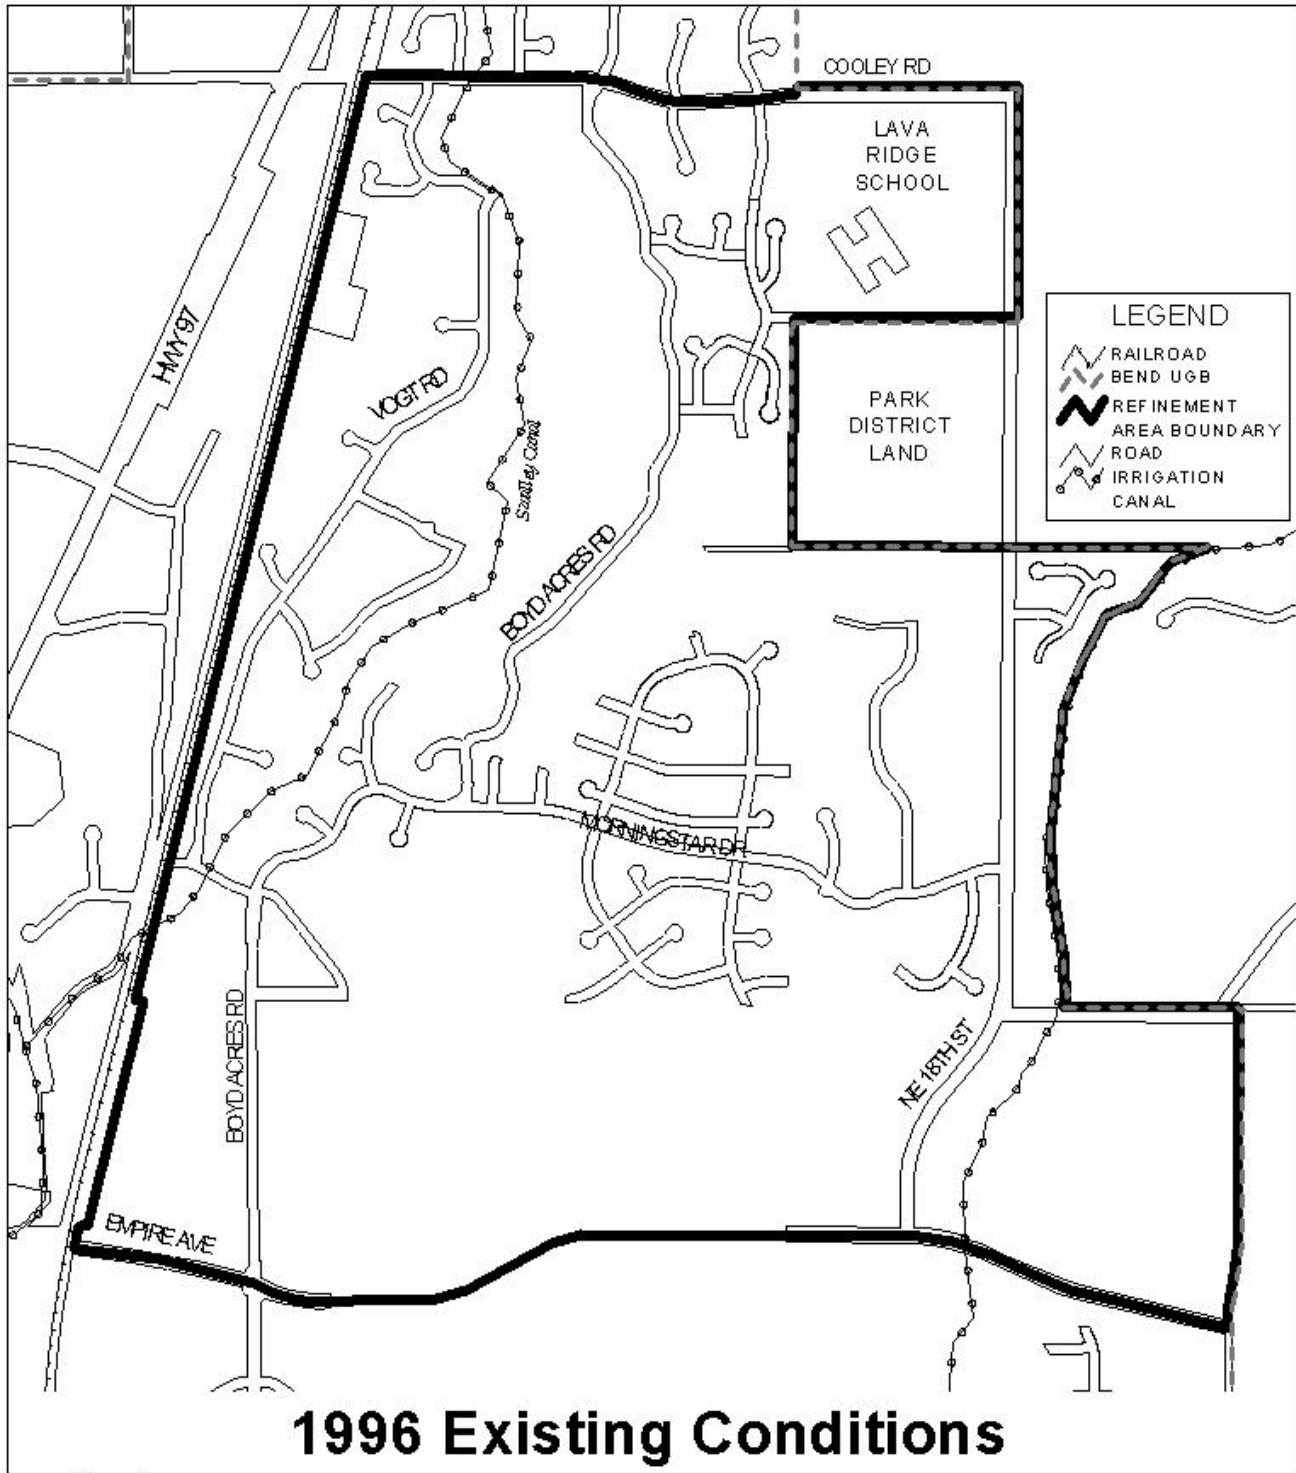 COOLEY RD
LAVA
RIDGE
SCHOOL
HWY 97
LEGEND
RAILROAD
BEND UGB
REFINEMENT
AREA BOUNDARY
ROAD
IRRIGATION
CANAL
VOGT RD
PARK
DISTRICT
LAND
BOYD ACRES RD
MORNINGSTAR DR
BOYD ACRES RD
NE 18TH ST
EMPIRE AVE
1996 Existing Conditions